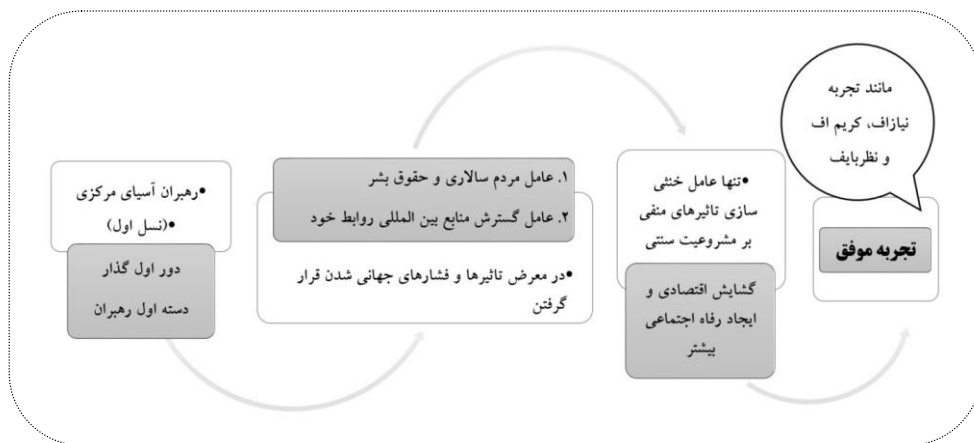 •رهبران آسیای مرکزی
•(نسل اول)
دور اول گذار
دسته اول رهبران
۱. عامل مردم سالاری و حقوق بشر
۲. عامل گسترش منابع بین المللی روابط خود
•در معرض تاثیرها و فشارهای جهانی شدن قرار
گرفتن
•تنها عامل خنثی
سازی تاثیرهای منفی
بر مشروعیت سنتی
گشایش اقتصادی و
ایجاد رفاه اجتماعی
بیشتر
مانند تجربه
نیازاف، کریم اف
و نظربایف
تجربه موفق